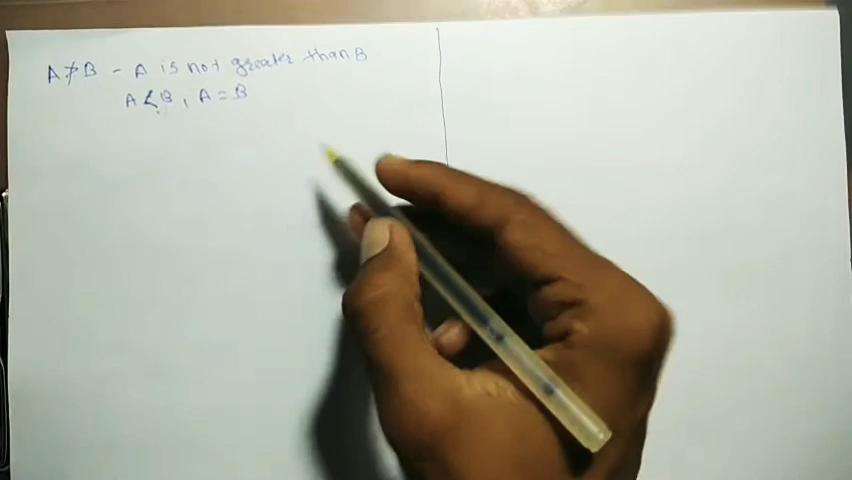 A ≯ B - A is not greater than B
A < B, A = B